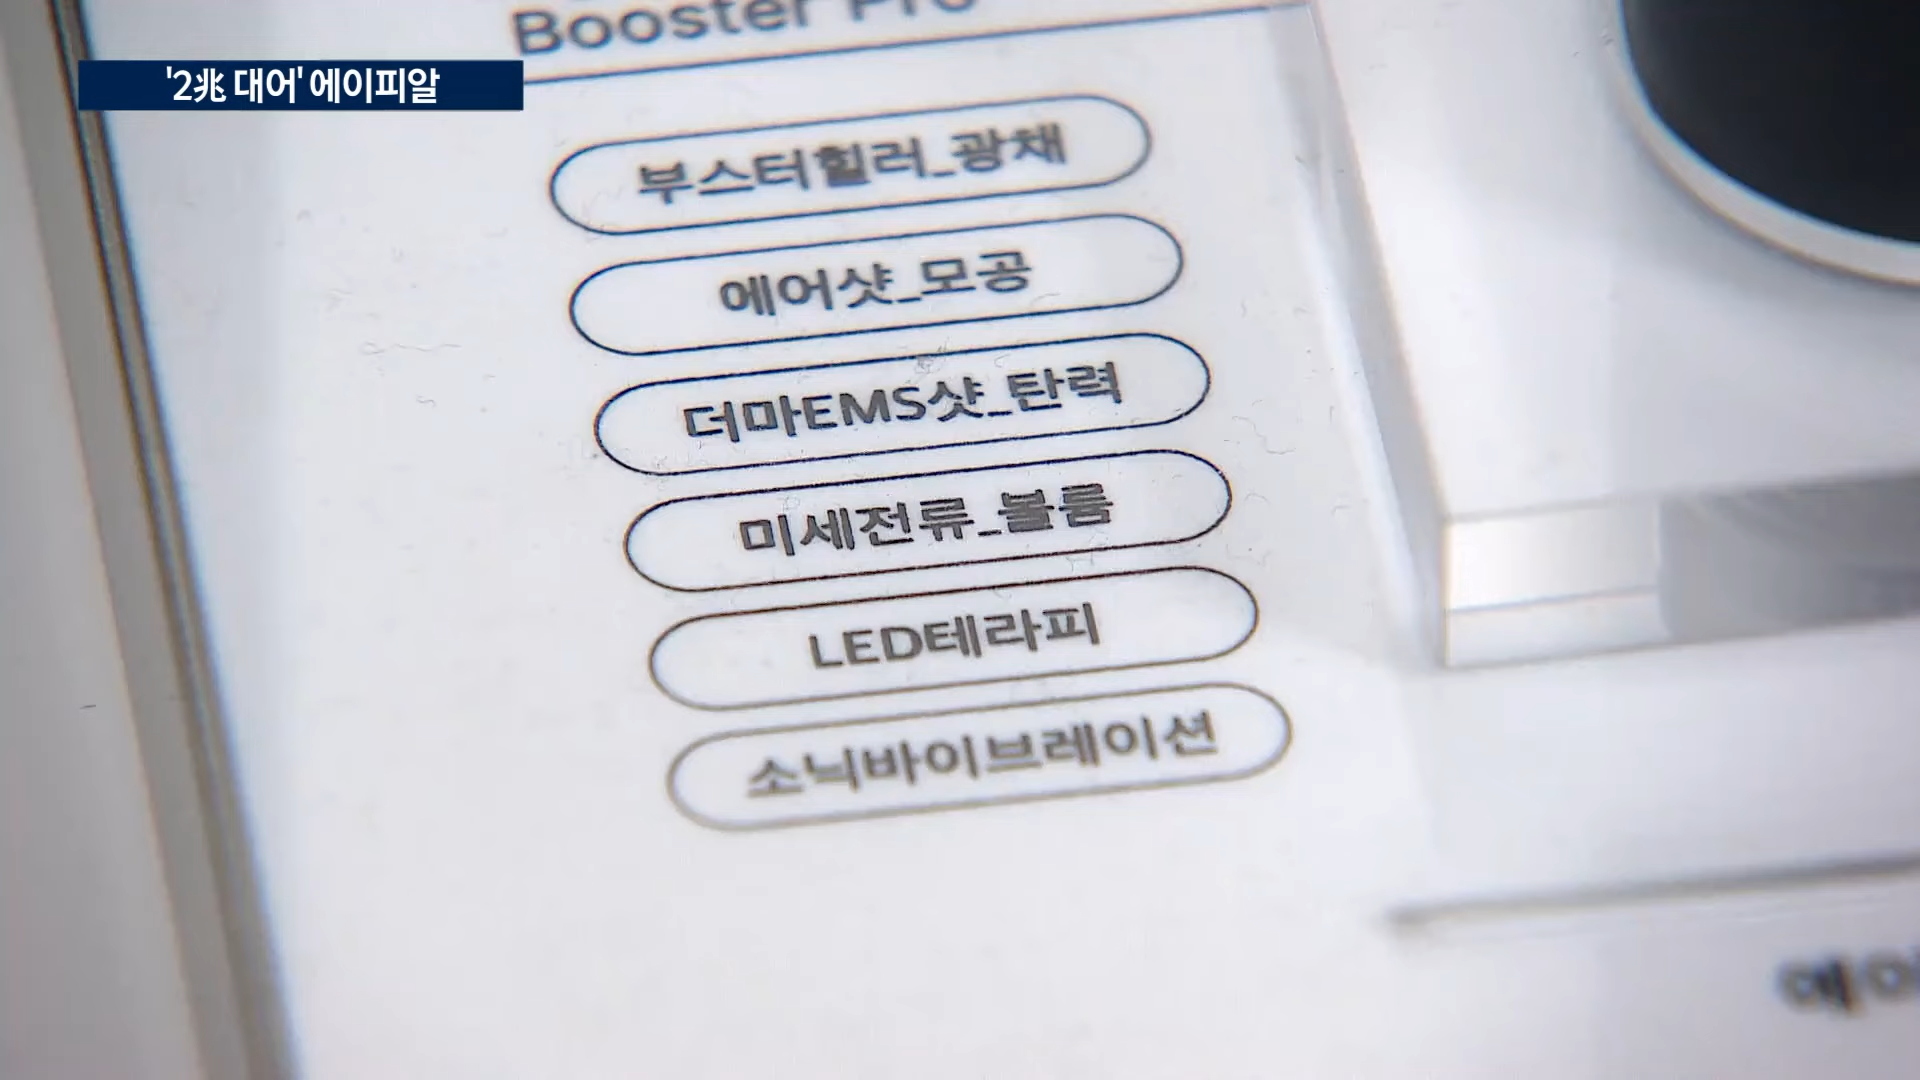 Booster Pro
'2兆 대어' 에이피알
부스터힐러_광채
에어샷_모공
더마EMS샷_탄력
미세전류_볼륨
LED테라피
소닉바이브레이션